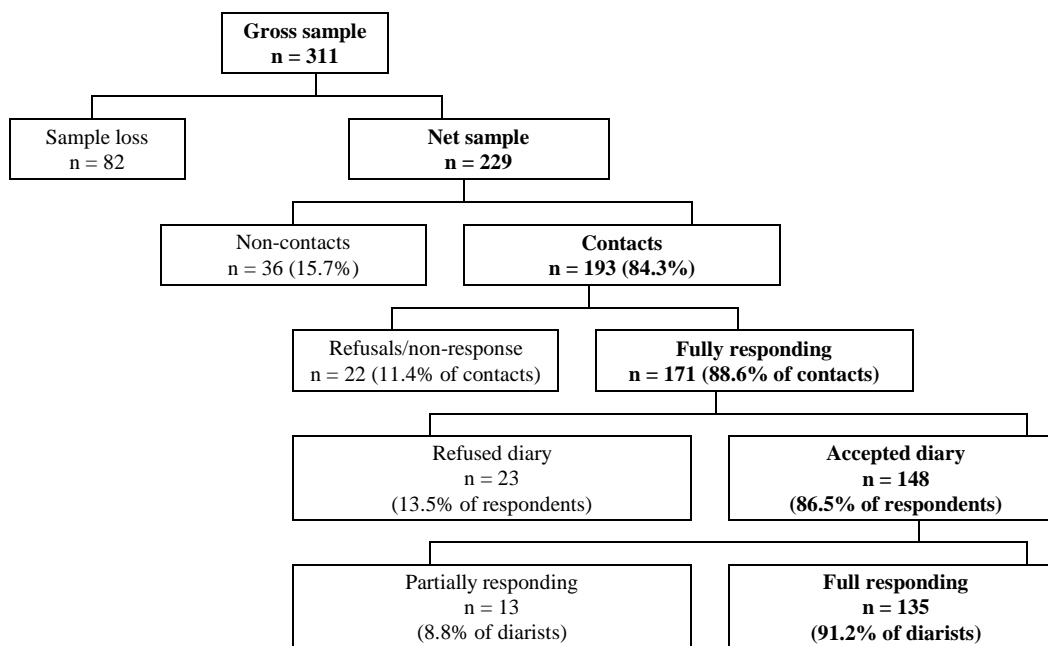 Gross sample
n = 311
Sample loss
n = 82
Net sample
n = 229
Non-contacts
n = 36 (15.7%)
Contacts
n = 193 (84.3%)
Refusals/non-response
n = 22 (11.4% of contacts)
Fully responding
n = 171 (88.6% of contacts)
Refused diary
n = 23
(13.5% of respondents)
Accepted diary
n = 148
(86.5% of respondents)
Partially responding
n = 13
(8.8% of diarists)
Full responding
n = 135
(91.2% of diarists)